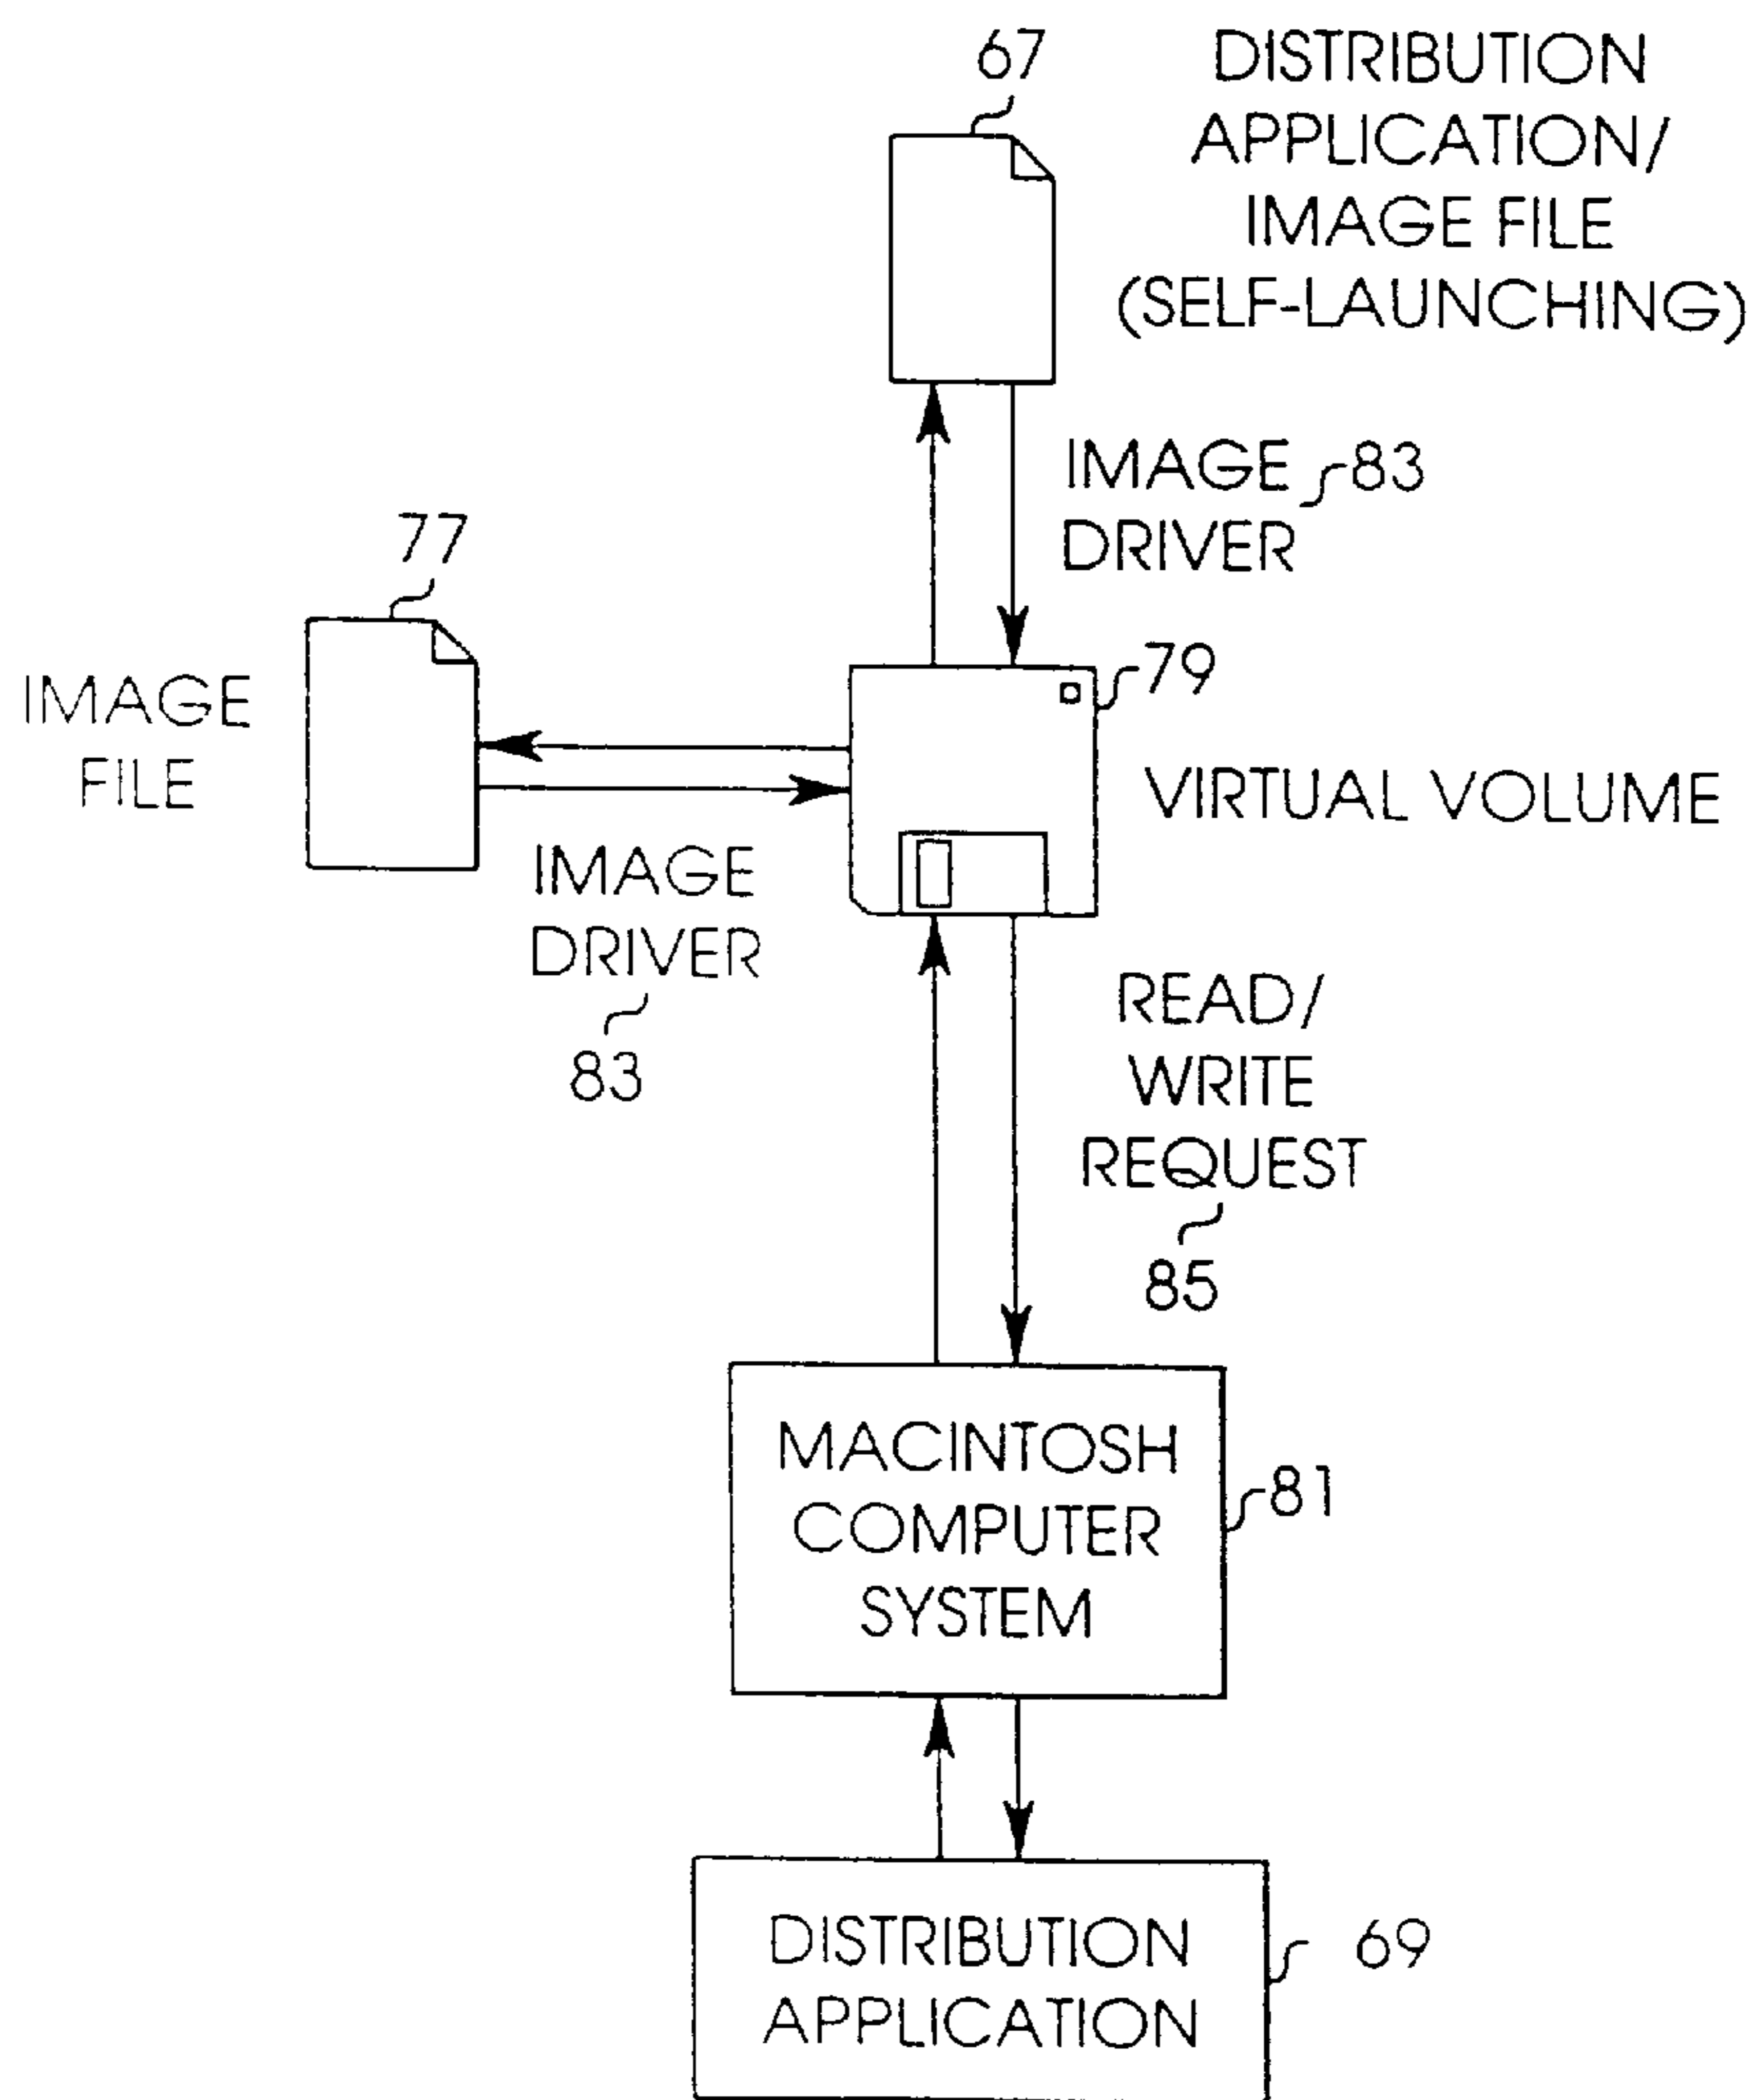 67
DISTRIBUTION
APPLICATION/
IMAGE FILE
(SELF-LAUNCHING)
IMAGE
DRIVER
83
77
IMAGE
FILE
79
VIRTUAL VOLUME
IMAGE
DRIVER
83
READ/
WRITE
REQUEST
85
MACINTOSH
COMPUTER
SYSTEM
81
DISTRIBUTION
APPLICATION
69